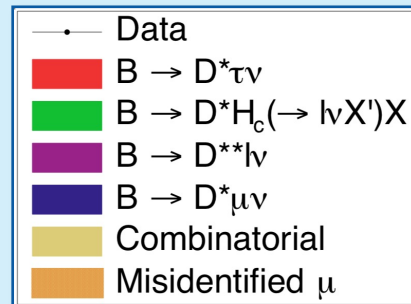 Data
B → D*τν
B → D*H_c(→ lνX')X
B → D**lν
B → D*μν
Combinatorial
Misidentified μ